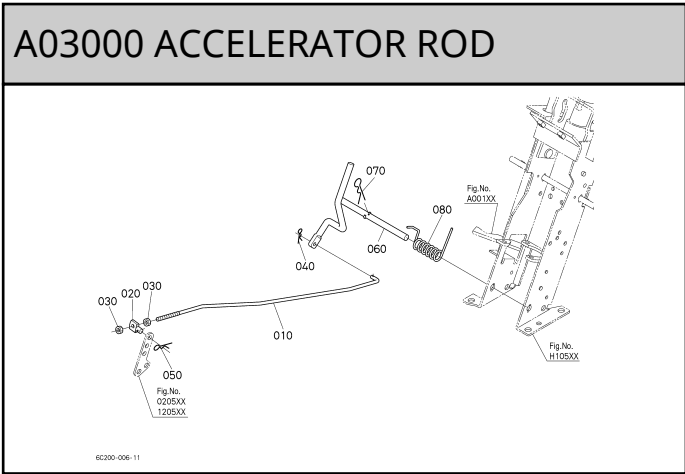 A03000 ACCELERATOR ROD
070
Fig.No.
A001XX
080
060
040
030
020
030
010
050
Fig.No.
0205XX
1205XX
Fig.No.
H105XX
6C200-006-11